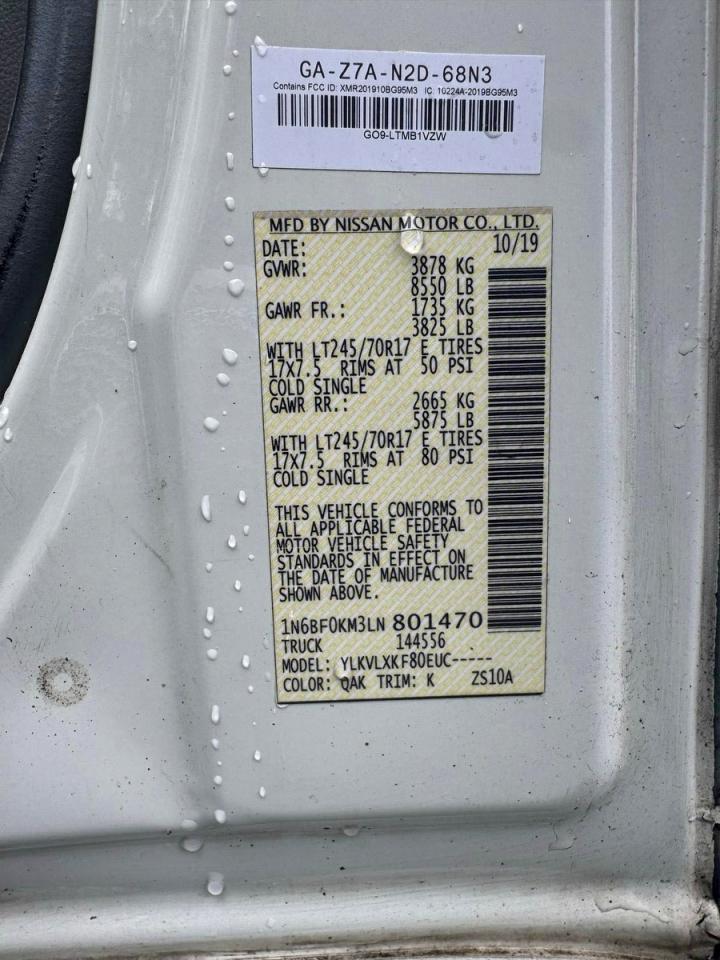 GA-Z7A-N2D-68N3
Contains FCC ID: XMR201910BG95M3 IC: 10224A-2019BG95M3
GO9-LTMB1VZW
MFD BY NISSAN MOTOR CO., LTD.
DATE: 10/19
GVWR: 3878 KG
8550 LB
GAWR FR.: 1735 KG
3825 LB
WITH LT245/70R17 E TIRES
17X7.5 RIMS AT 50 PSI
COLD SINGLE
GAWR RR.: 2665 KG
5875 LB
WITH LT245/70R17 E TIRES
17X7.5 RIMS AT 80 PSI
COLD SINGLE
THIS VEHICLE CONFORMS TO
ALL APPLICABLE FEDERAL
MOTOR VEHICLE SAFETY
STANDARDS IN EFFECT ON
THE DATE OF MANUFACTURE
SHOWN ABOVE.
1N6BF0KM3LN 801470
TRUCK 144556
MODEL: YLKVLXKF80EUC-----
COLOR: QAK TRIM: K ZS10A